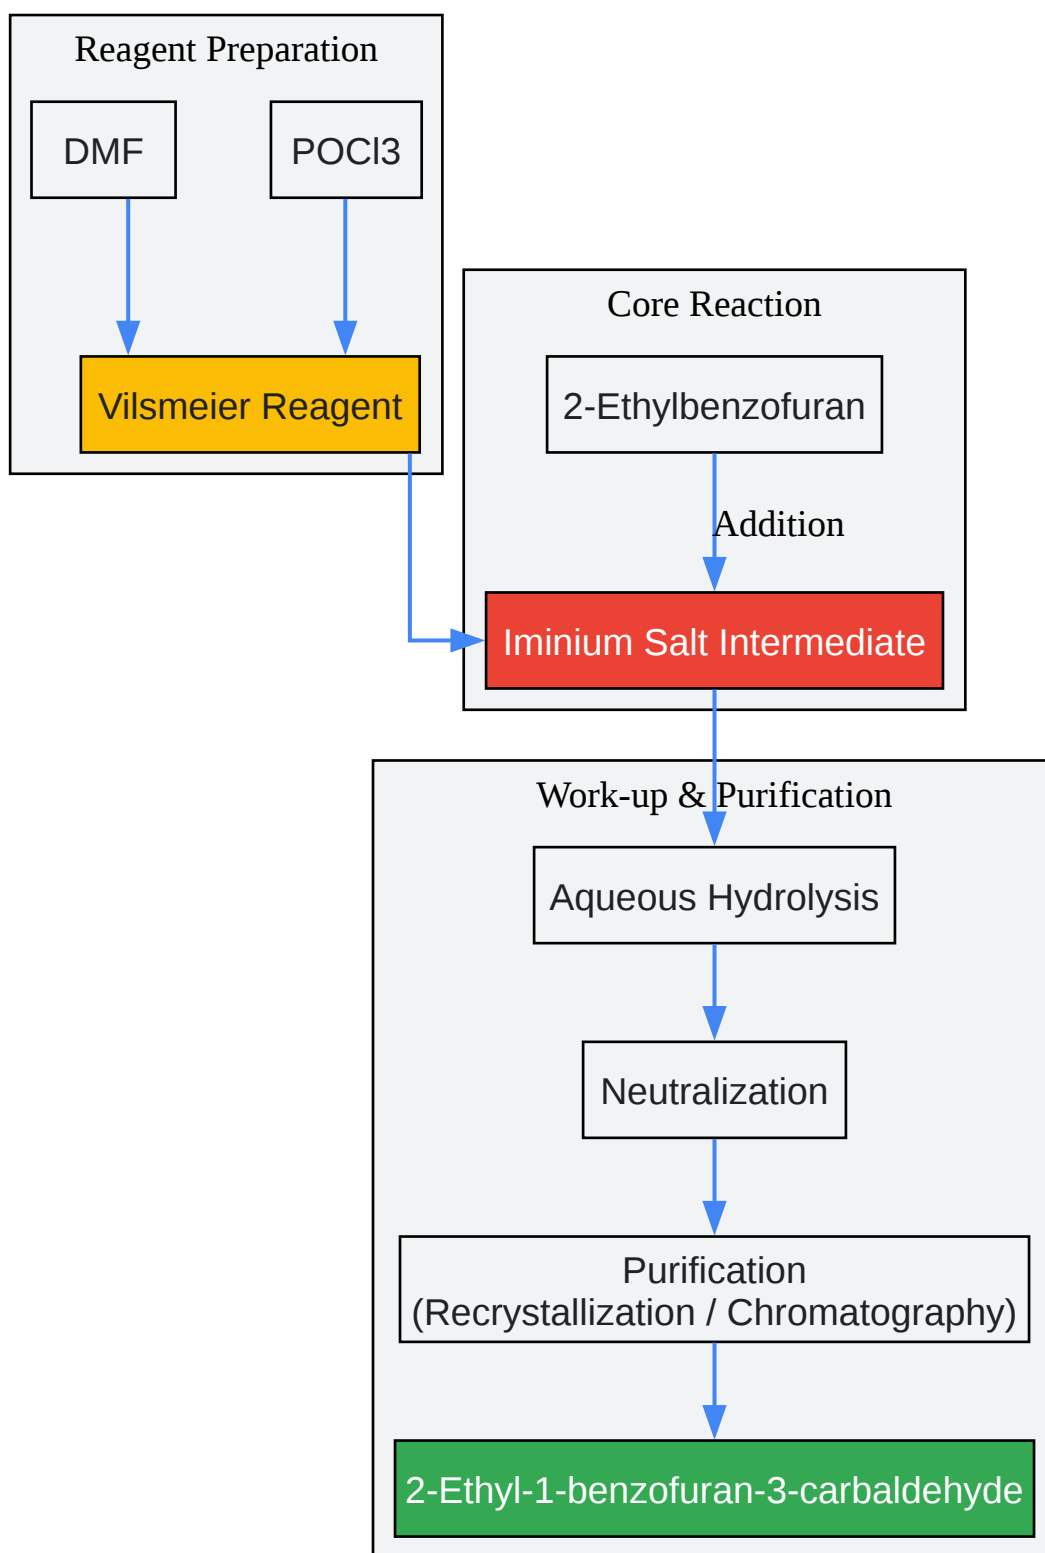 Reagent Preparation
DMF
POCl3
Vilsmeier Reagent
Core Reaction
2-Ethylbenzofuran
Addition
Iminium Salt Intermediate
Work-up & Purification
Aqueous Hydrolysis
Neutralization
Purification
(Recrystallization / Chromatography)
2-Ethyl-1-benzofuran-3-carbaldehyde